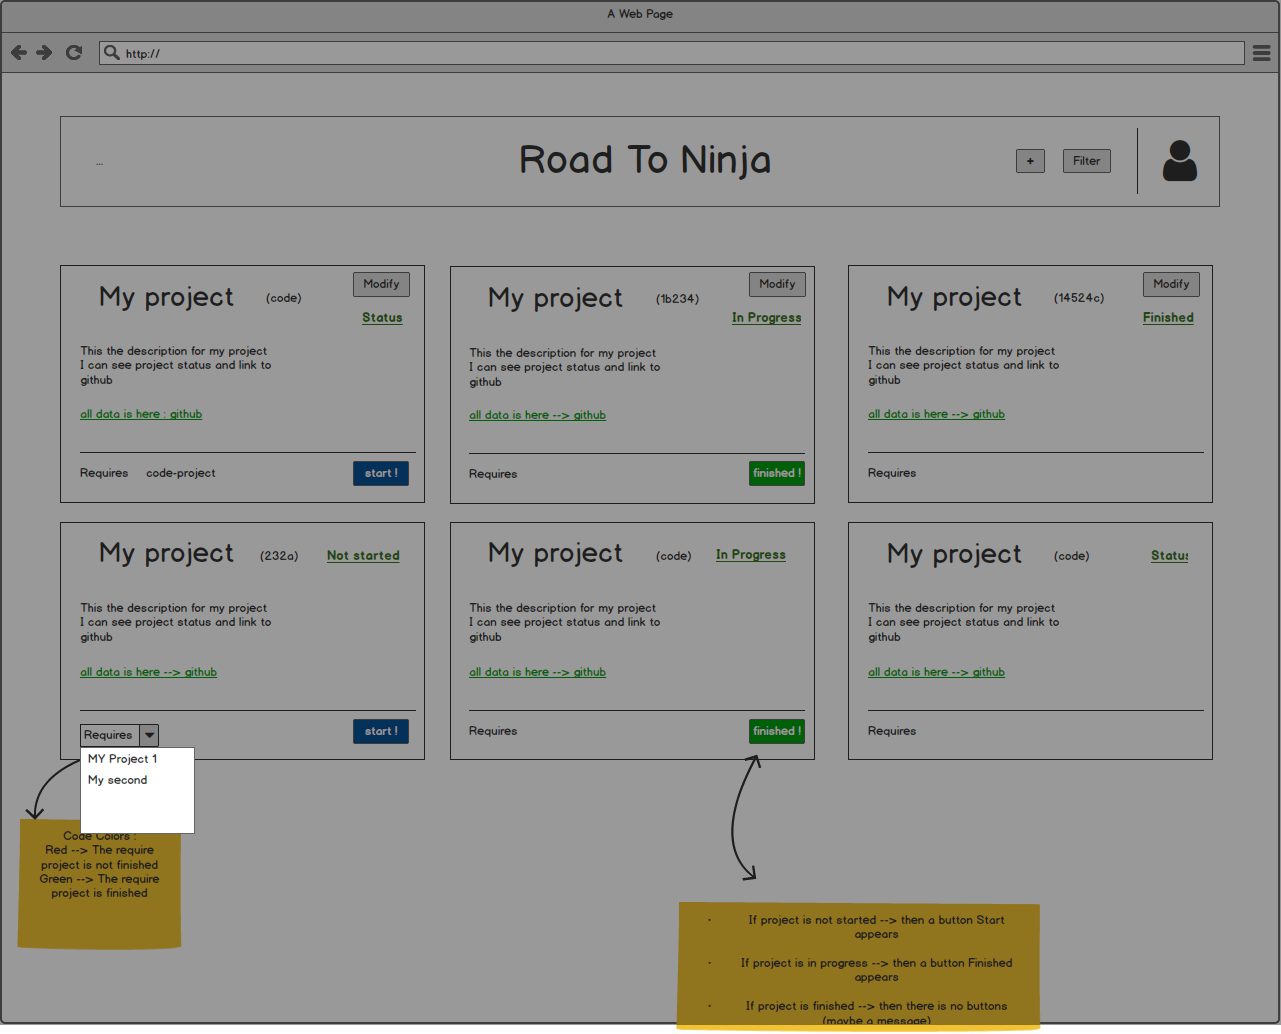 A Web Page
http://
...
Road To Ninja
+
Filter
My project
(code)
Modify
Status
This the description for my project
I can see project status and link to
github
all data is here : github
Requires
code-project
start !
My project
(1b234)
Modify
In Progress
This the description for my project
I can see project status and link to
github
all data is here --> github
Requires
finished !
My project
(14524c)
Modify
Finished
This the description for my project
I can see project status and link to
github
all data is here --> github
Requires
My project
(232a)
Not started
This the description for my project
I can see project status and link to
github
all data is here --> github
Requires
start !
MY Project 1
My second
My project
(code)
In Progress
This the description for my project
I can see project status and link to
github
all data is here --> github
Requires
finished !
My project
(code)
Status
This the description for my project
I can see project status and link to
github
all data is here --> github
Requires
Code Colors :
Red --> The require
project is not finished
Green --> The require
project is finished
· If project is not started --> then a button Start
appears
· If project is in progress --> then a button Finished
appears
· If project is finished --> then there is no buttons
(maybe a message)